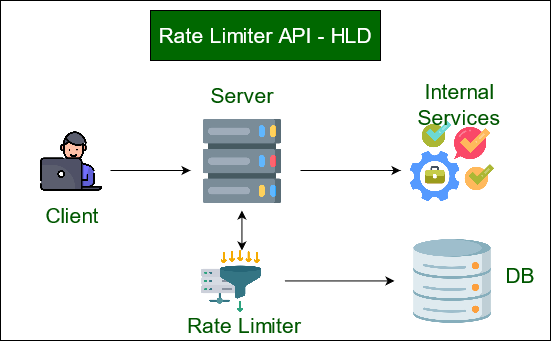 Rate Limiter API - HLD
Server
Internal
Services
Client
Rate Limiter
DB